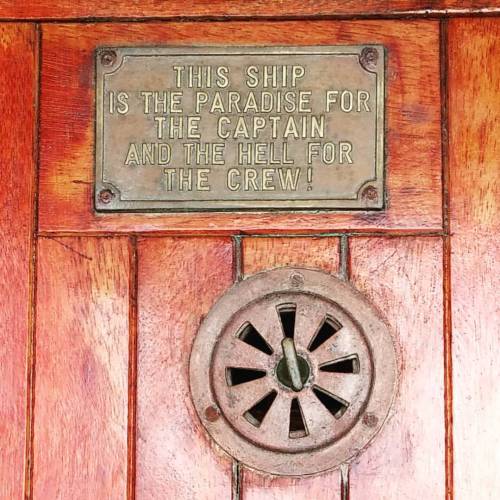 THIS SHIP
IS THE PARADISE FOR
THE CAPTAIN
AND THE HELL FOR
THE CREW!